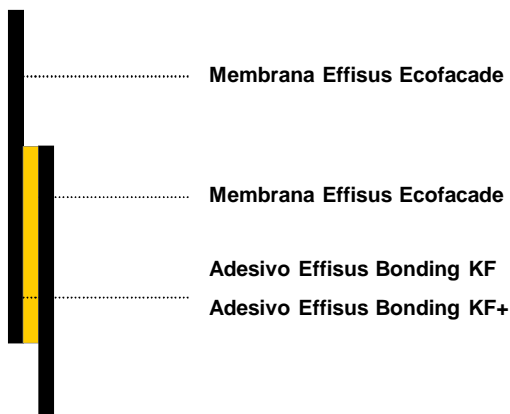 Membrana Effisus Ecofacade
Membrana Effisus Ecofacade
Adesivo Effisus Bonding KF
Adesivo Effisus Bonding KF+